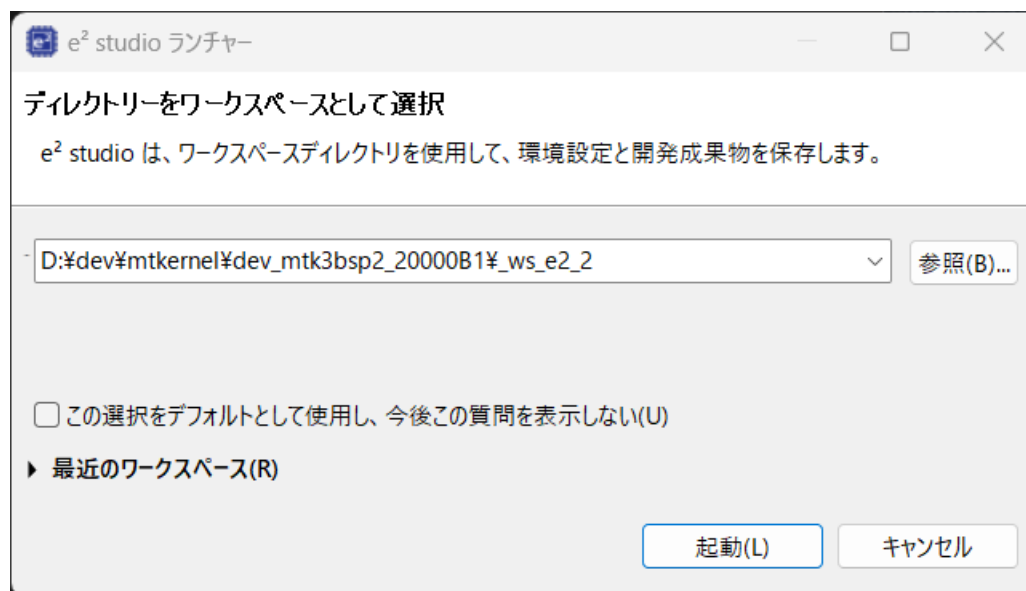 e² studio ランチャー
ディレクトリーをワークスペースとして選択
e² studio は、ワークスペースディレクトリを使用して、環境設定と開発成果物を保存します。
D:¥dev¥mtkernel¥dev_mtk3bsp2_20000B1¥_ws_e2_2
参照(B)...
この選択をデフォルトとして使用し、今後この質問を表示しない(U)
最近のワークスペース(R)
起動(L)
キャンセル